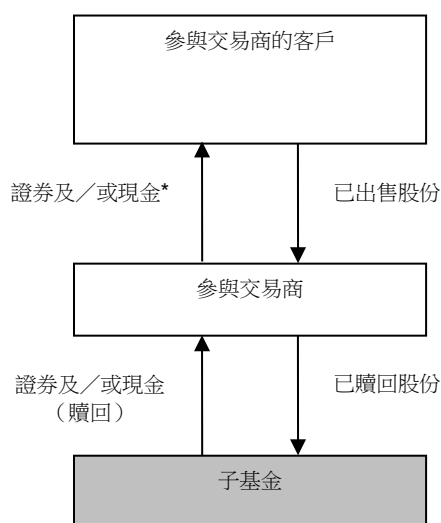 參與交易商的客戶
證券及／或現金*
已出售股份
參與交易商
證券及／或現金
（贖回）
已贖回股份
子基金